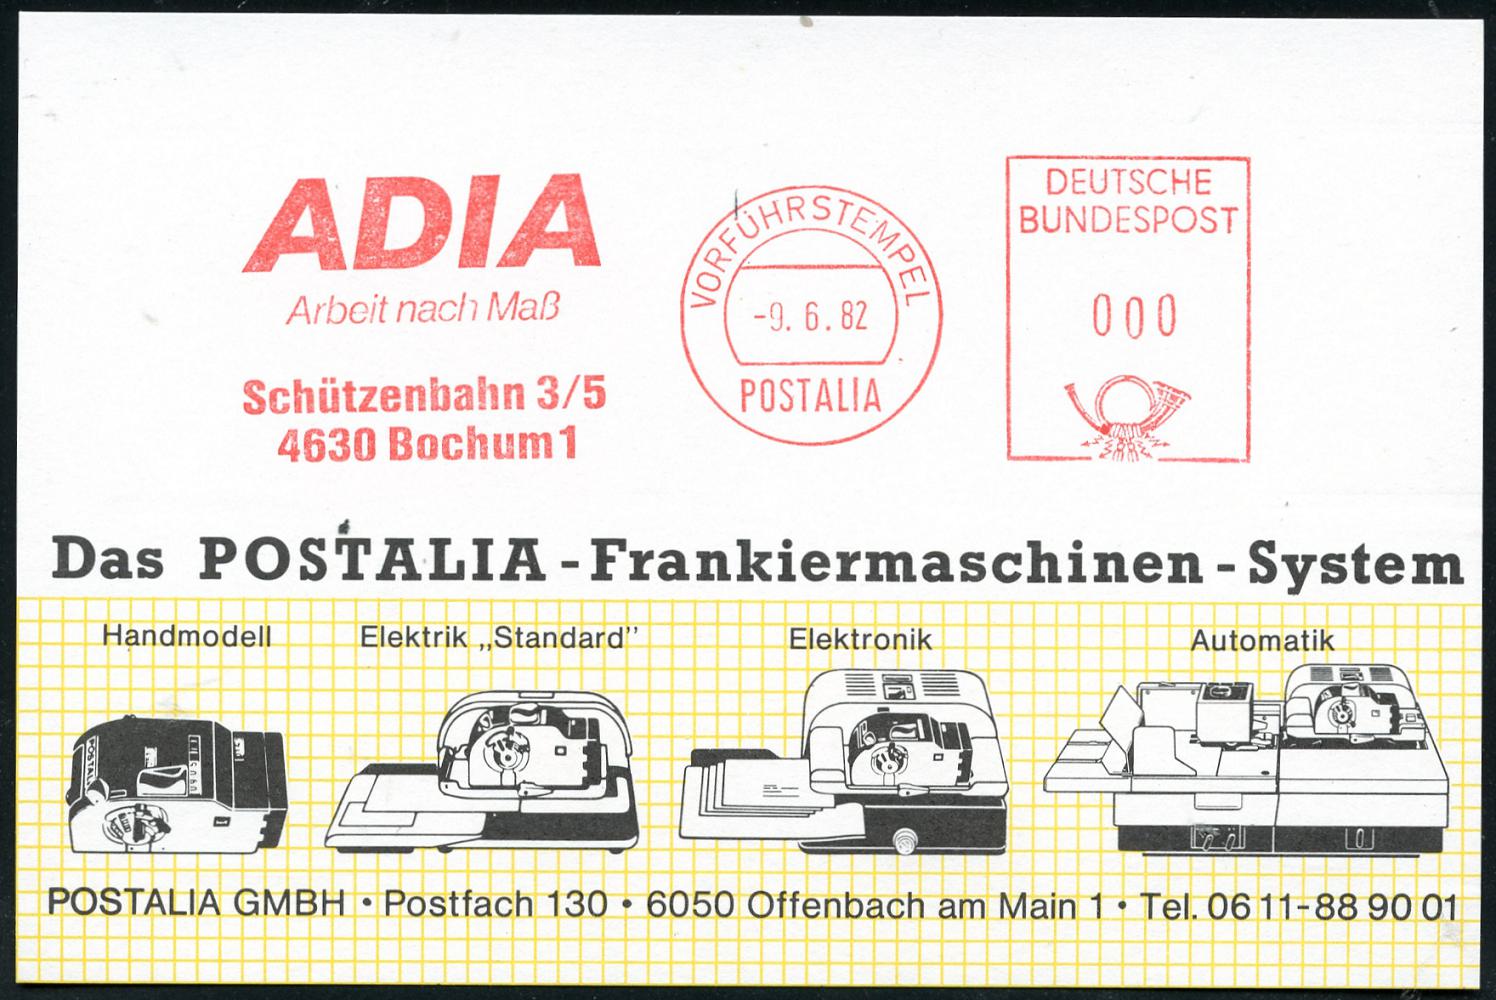 ADIA
Arbeit nach Maß
Schützenbahn 3/5
4630 Bochum 1
VORFÜHRSTEMPEL
-9. 6. 82
POSTALIA
DEUTSCHE
BUNDESPOST
000
Das POSTALIA - Frankiermaschinen - System
Handmodell
Elektrik „Standard”
Elektronik
Automatik
POSTALIA
POSTALIA GMBH • Postfach 130 • 6050 Offenbach am Main 1 • Tel. 06 11-88 90 01